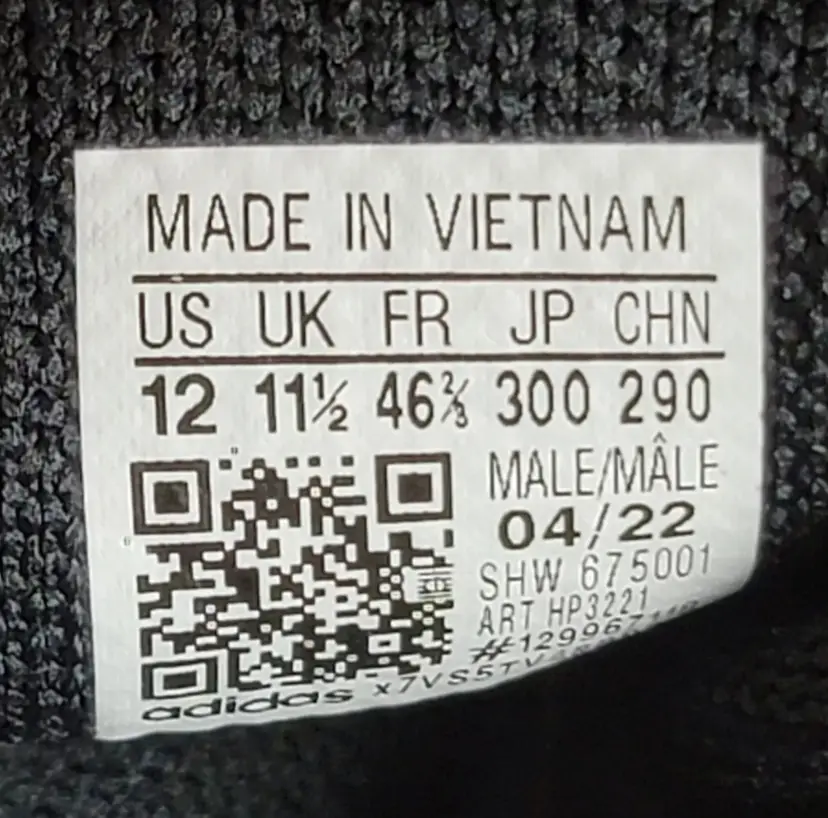 MADE IN VIETNAM
US UK FR JP CHN
12 11½ 46⅔ 300 290
MALE/MÂLE
04/22
SHW 675001
ART HP3221
adidas